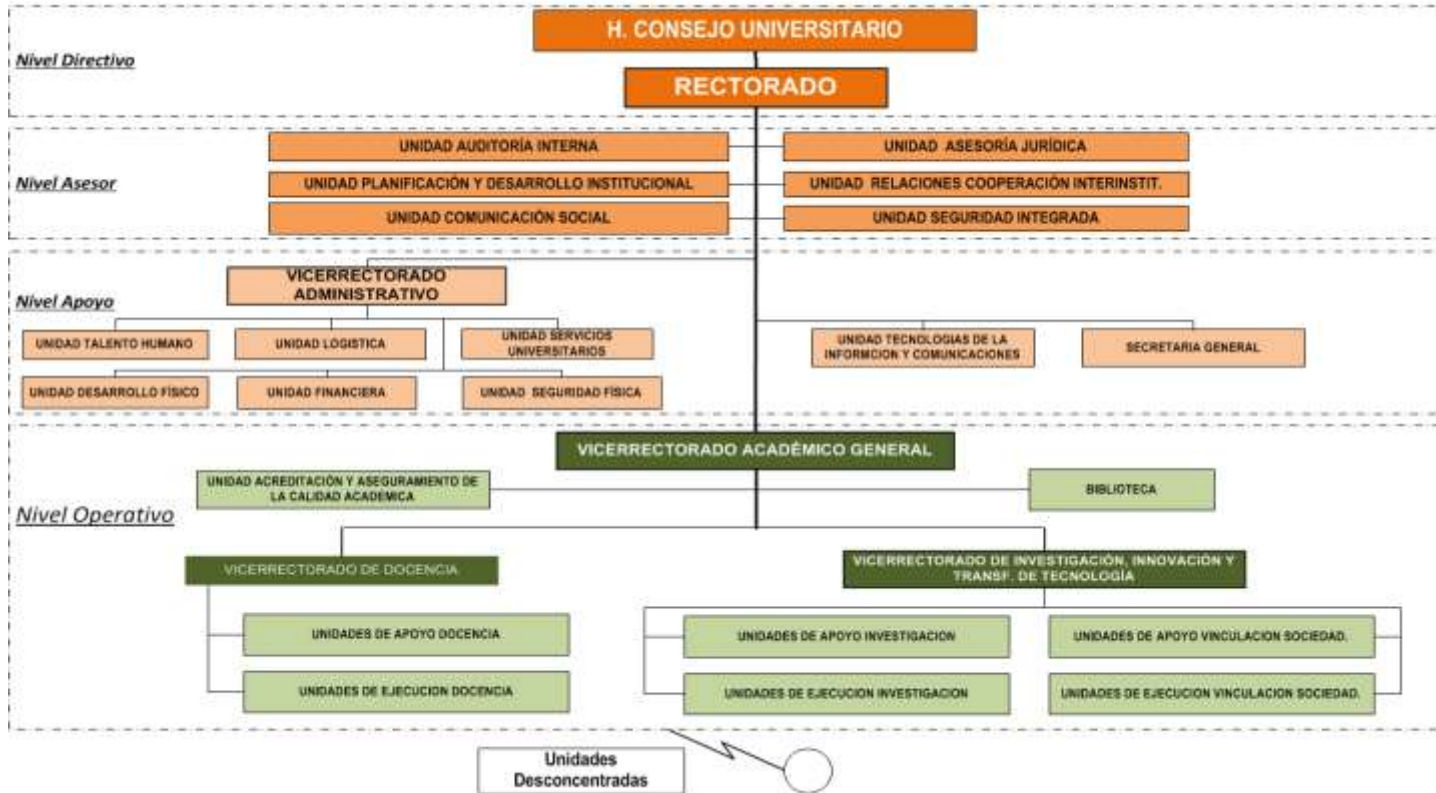 H. CONSEJO UNIVERSITARIO
Nivel Directivo
RECTORADO
UNIDAD AUDITORÍA INTERNA
UNIDAD ASESORÍA JURÍDICA
Nivel Asesor
UNIDAD PLANIFICACIÓN Y DESARROLLO INSTITUCIONAL
UNIDAD RELACIONES COOPERACIÓN INTERINSTIT.
UNIDAD COMUNICACIÓN SOCIAL
UNIDAD SEGURIDAD INTEGRADA
Nivel Apoyo
VICERRECTORADO
ADMINISTRATIVO
UNIDAD TALENTO HUMANO
UNIDAD LOGISTICA
UNIDAD SERVICIOS
UNIVERSITARIOS
UNIDAD TECNOLOGIAS DE LA
INFORMCION Y COMUNICACIONES
SECRETARIA GENERAL
UNIDAD DESARROLLO FÍSICO
UNIDAD FINANCIERA
UNIDAD SEGURIDAD FÍSICA
VICERRECTORADO ACADÉMICO GENERAL
UNIDAD ACREDITACIÓN Y ASEGURAMIENTO DE
LA CALIDAD ACADEMICA
BIBLIOTECA
Nivel Operativo
VICERRECTORADO DE DOCENCIA
VICERRECTORADO DE INVESTIGACIÓN, INNOVACIÓN Y
TRANSF. DE TECNOLOGÍA
UNIDADES DE APOYO DOCENCIA
UNIDADES DE APOYO INVESTIGACION
UNIDADES DE APOYO VINCULACION SOCIEDAD.
UNIDADES DE EJECUCION DOCENCIA
UNIDADES DE EJECUCION INVESTIGACION
UNIDADES DE EJECUCION VINCULACION SOCIEDAD.
Unidades
Desconcentradas